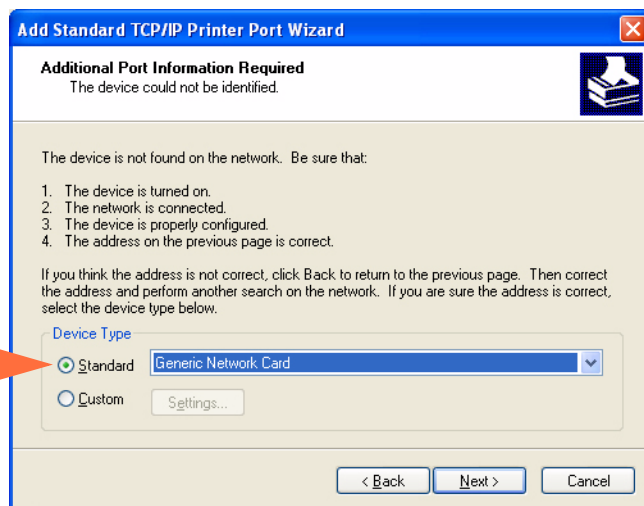 Add Standard TCP/IP Printer Port Wizard
Additional Port Information Required
The device could not be identified.
The device is not found on the network.  Be sure that:
1.  The device is turned on.
2.  The network is connected.
3.  The device is properly configured.
4.  The address on the previous page is correct.
If you think the address is not correct, click Back to return to the previous page.  Then correct
the address and perform another search on the network.  If you are sure the address is correct,
select the device type below.
Device Type
Standard
Generic Network Card
Custom
Settings...
< Back
Next >
Cancel